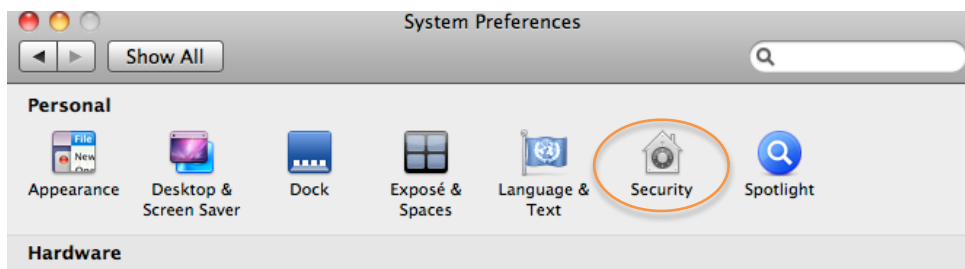 System Preferences
Show All
Personal
File
New
One
Appearance
Desktop &
Screen Saver
Dock
Exposé &
Spaces
Language &
Text
Security
Spotlight
Hardware